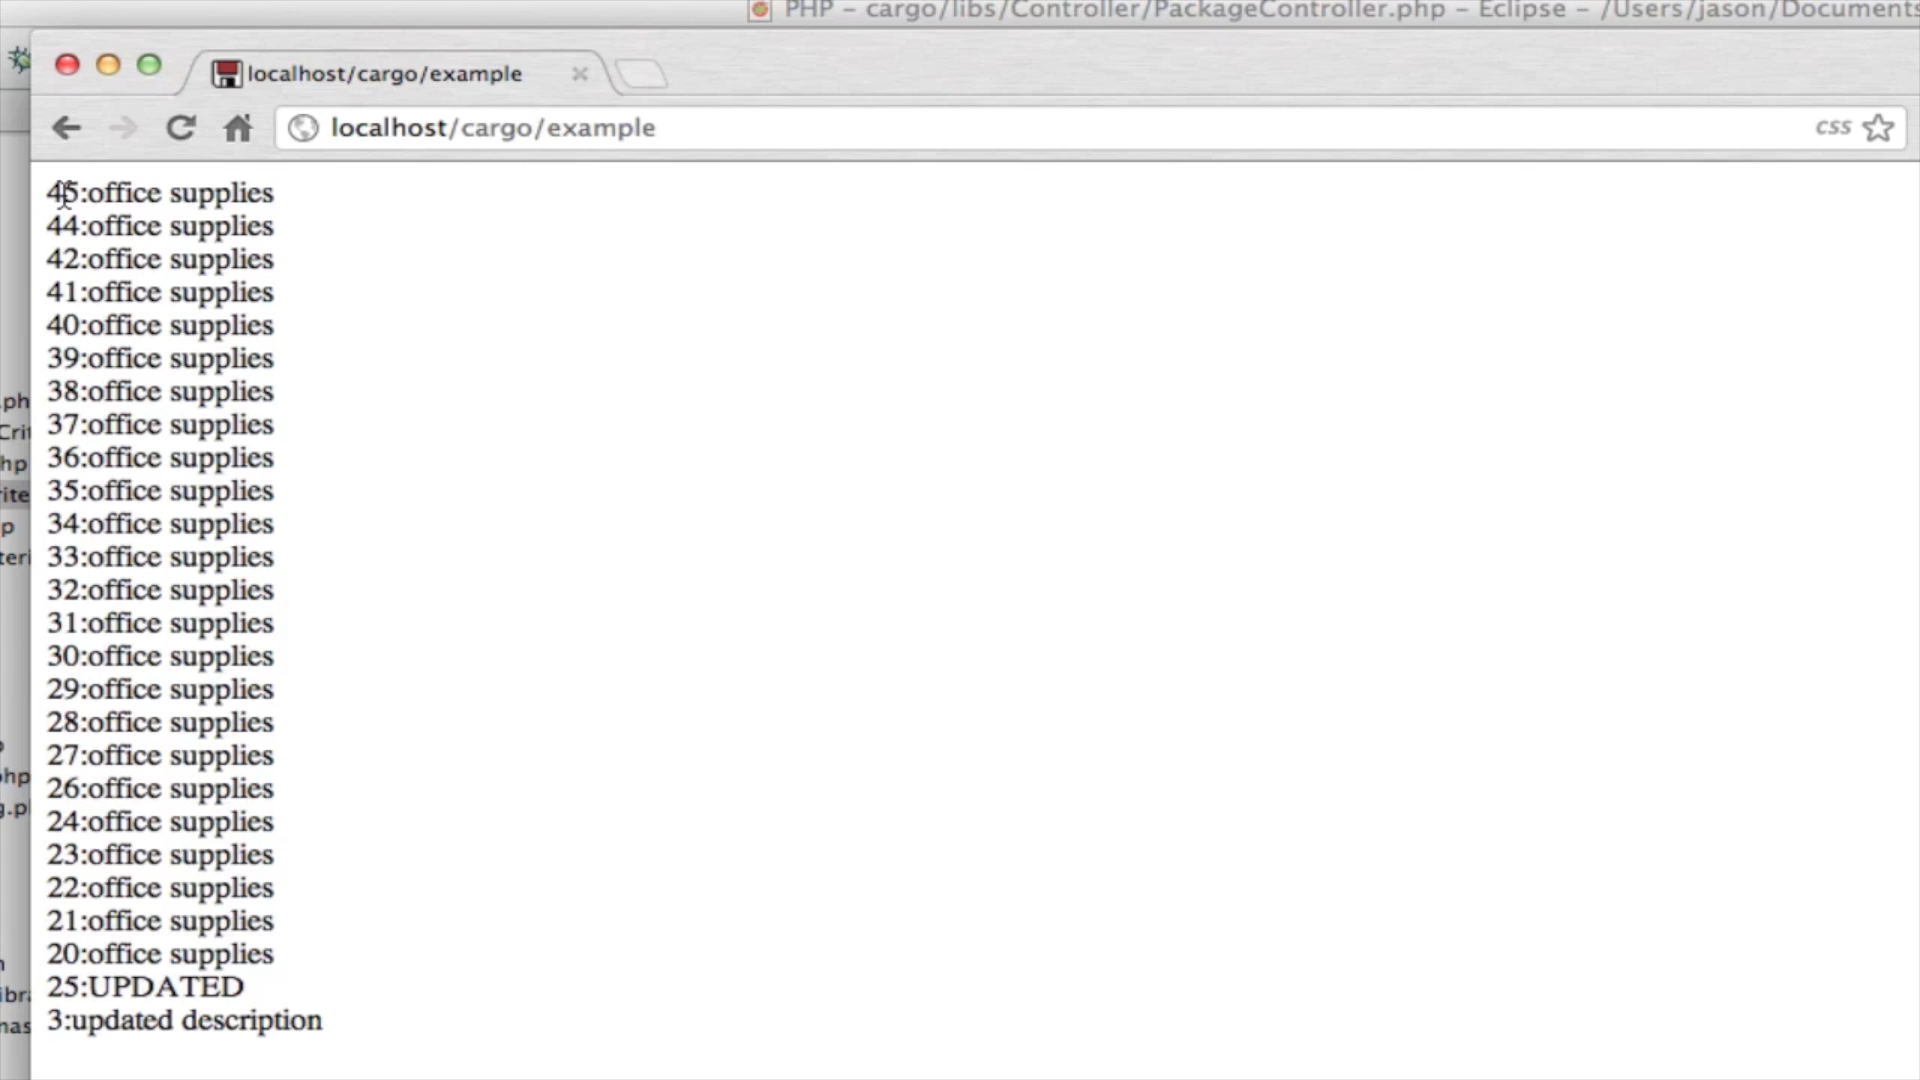 PHP – cargo/libs/Controller/PackageController.php – Eclipse – /Users/jason/Documents
localhost/cargo/example
localhost/cargo/example
CSS
45:office supplies
44:office supplies
42:office supplies
41:office supplies
40:office supplies
39:office supplies
38:office supplies
37:office supplies
36:office supplies
35:office supplies
34:office supplies
33:office supplies
32:office supplies
31:office supplies
30:office supplies
29:office supplies
28:office supplies
27:office supplies
26:office supplies
24:office supplies
23:office supplies
22:office supplies
21:office supplies
20:office supplies
25:UPDATED
3:updated description